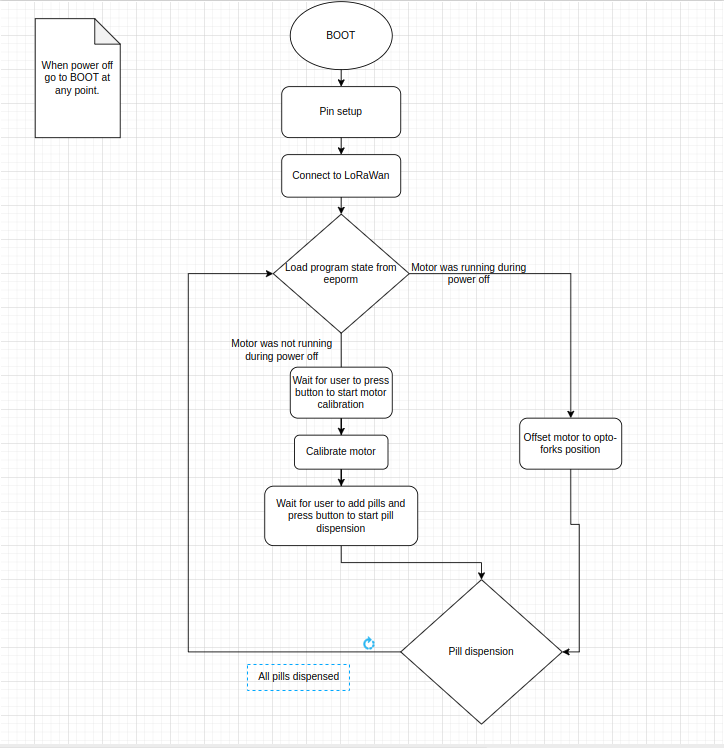 BOOT
When power off
go to BOOT at
any point.
Pin setup
Connect to LoRaWan
Load program state from
eeporm
Motor was running during
power off
Motor was not running
during power off
Wait for user to press
button to start motor
calibration
Offset motor to opto-
forks position
Calibrate motor
Wait for user to add pills and
press button to start pill
dispension
Pill dispension
All pills dispensed